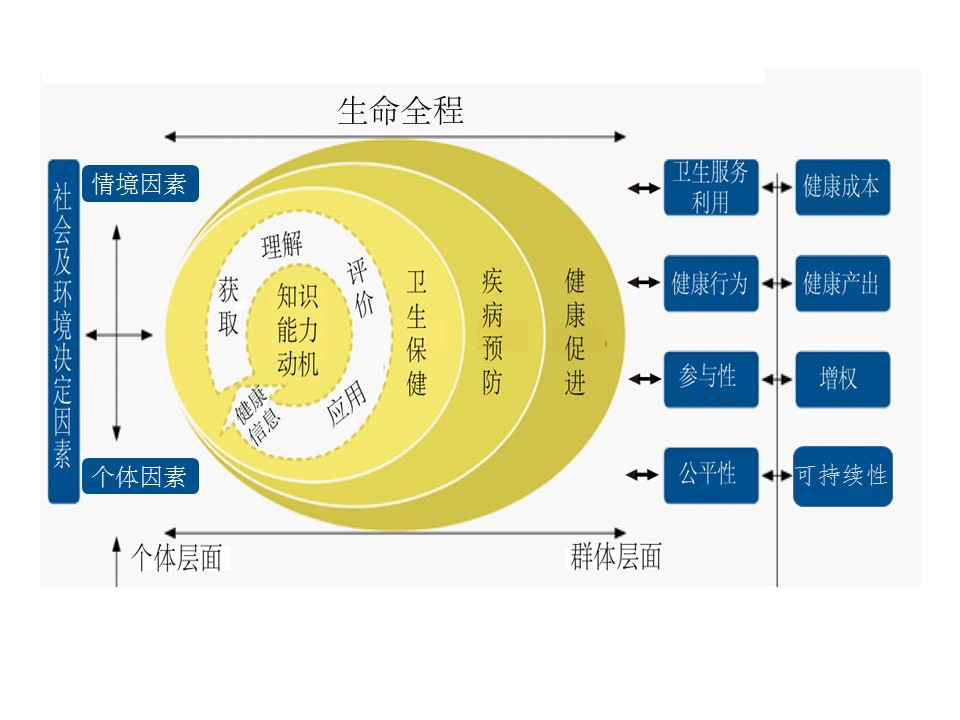 生命全程
社会及环境决定因素
情境因素
个体因素
获取
理解
评价
应用
健康
信息
知识
能力
动机
卫生保健
疾病预防
健康促进
卫生服务
利用
健康成本
健康行为
健康产出
参与性
增权
公平性
可持续性
个体层面
群体层面